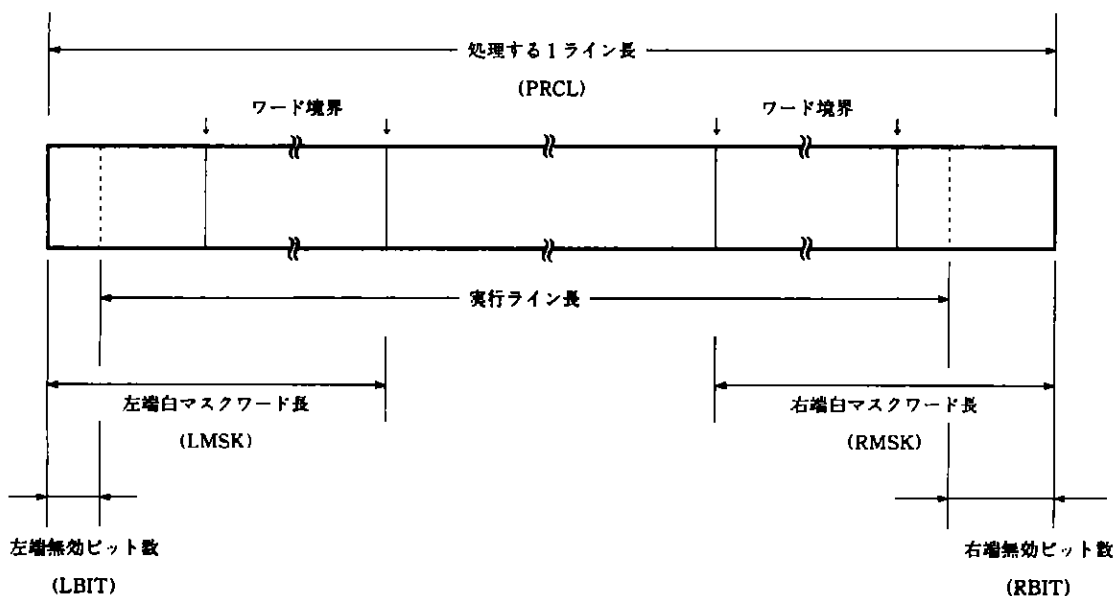 処理する1ライン長
(PRCL)
ワード境界
ワード境界
実行ライン長
左端白マスクワード長
(LMSK)
右端白マスクワード長
(RMSK)
左端無効ビット数
(LBIT)
右端無効ビット数
(RBIT)